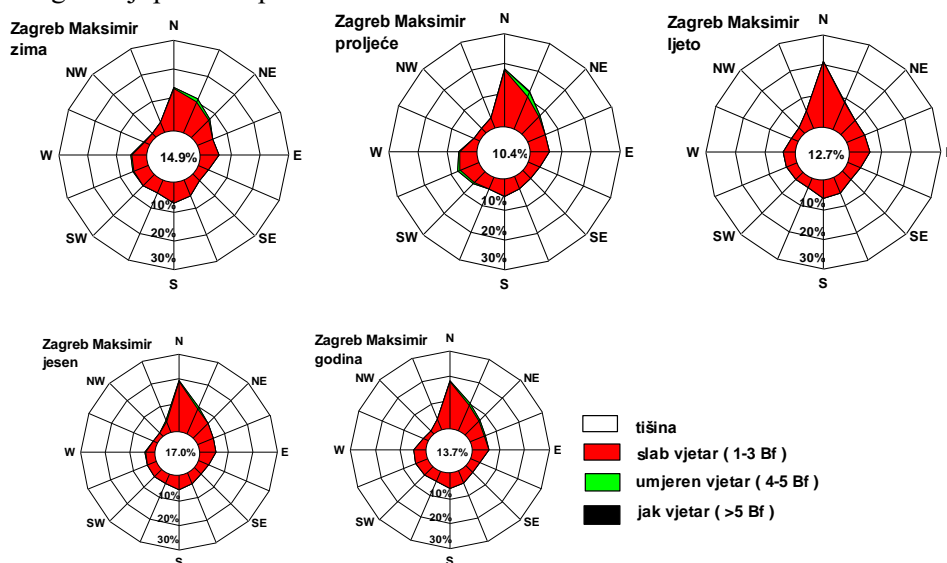 Zagreb Maksimir
zima
N
NE
E
SE
S
SW
W
NW
14.9%
10%
20%
30%
Zagreb Maksimir
proljeće
N
NE
E
SE
S
SW
W
NW
10.4%
10%
20%
30%
Zagreb Maksimir
ljeto
N
NE
SE
S
SW
W
NW
12.7%
10%
20%
30%
Zagreb Maksimir
jesen
N
NE
E
SE
S
SW
W
NW
17.0%
10%
20%
30%
Zagreb Maksimir
godina
N
NE
E
SE
S
SW
W
NW
13.7%
10%
20%
30%
tišina
slab vjetar ( 1-3 Bf )
umjeren vjetar ( 4-5 Bf )
jak vjetar ( >5 Bf )